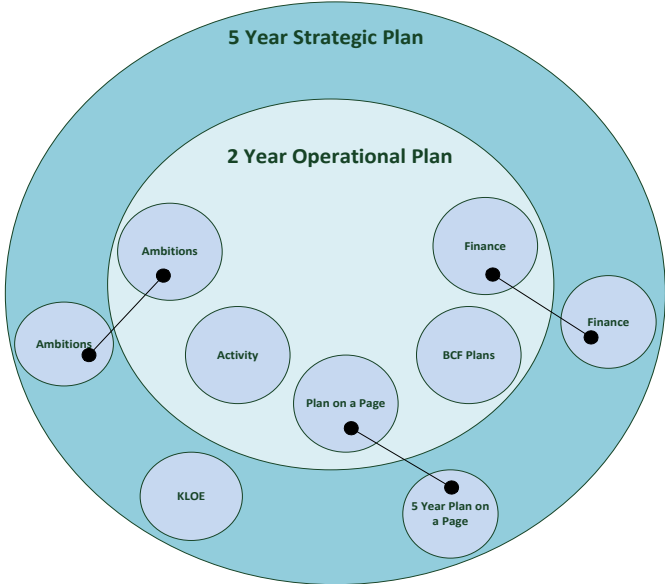 5 Year Strategic Plan
2 Year Operational Plan
Ambitions
Finance
Ambitions
Finance
Activity
BCF Plans
Plan on a Page
KLOE
5 Year Plan on
a Page